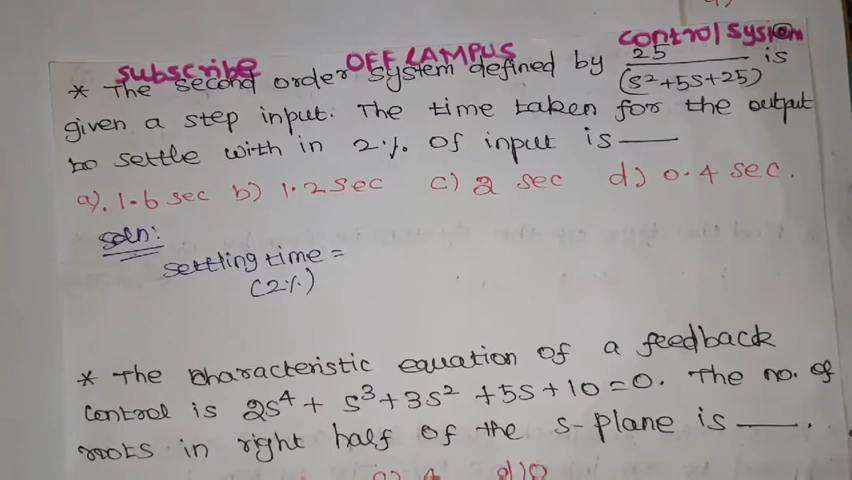 subscribe OFF CAMPUS control system
* The second order system defined by 25/(s²+5s+25) is
given a step input. The time taken for the output
to settle with in 2%. of input is ___
a). 1.6 sec b) 1.2 sec c) 2 sec d) 0.4 sec.
soln:
settling time =
(2%)
* The characteristic equation of a feedback
control is 2s⁴ + s³ + 3s² + 5s + 10 = 0. The no. of
roots in right half of the s-plane is ___.